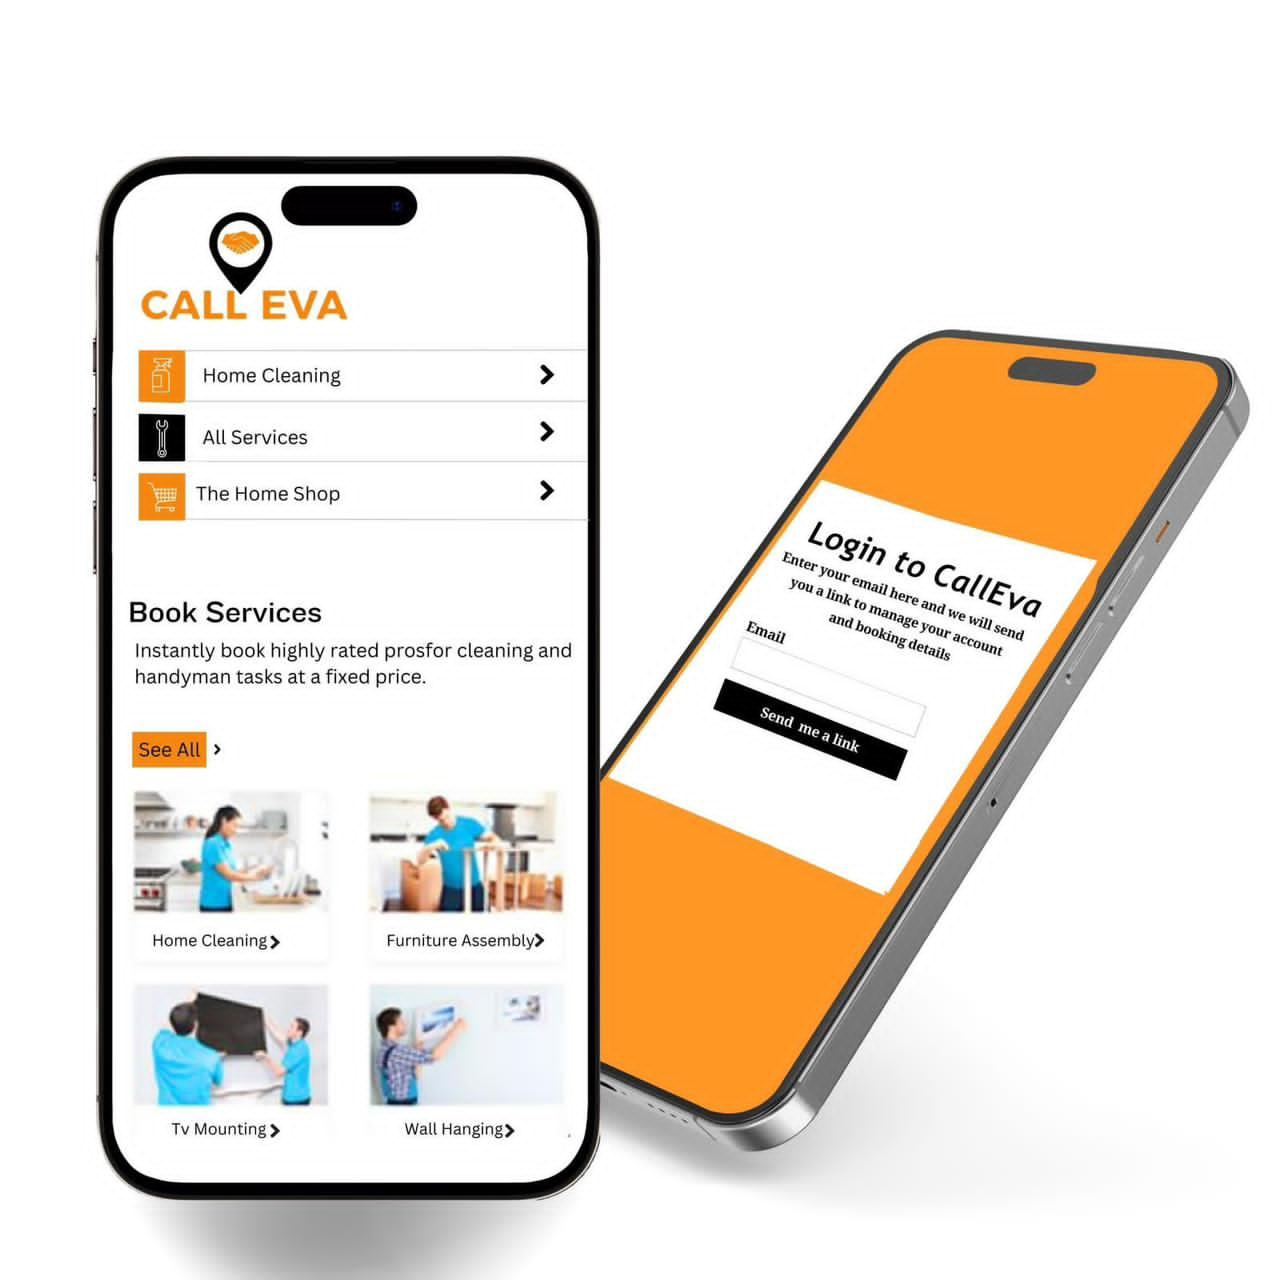 CALL EVA
Home Cleaning
All Services
The Home Shop
Book Services
Instantly book highly rated prosfor cleaning and
handyman tasks at a fixed price.
See All
Home Cleaning
Furniture Assembly
Tv Mounting
Wall Hanging
Login to CallEva
Enter your email here and we will send
you a link to manage your account
and booking details
Email
Send me a link